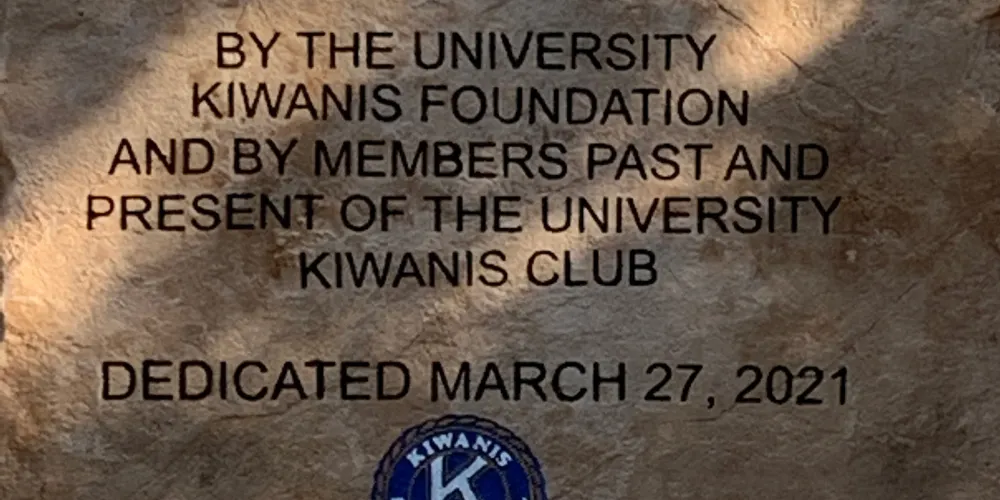 BY THE UNIVERSITY
KIWANIS FOUNDATION
AND BY MEMBERS PAST AND
PRESENT OF THE UNIVERSITY
KIWANIS CLUB
DEDICATED MARCH 27, 2021
KIWANIS
K